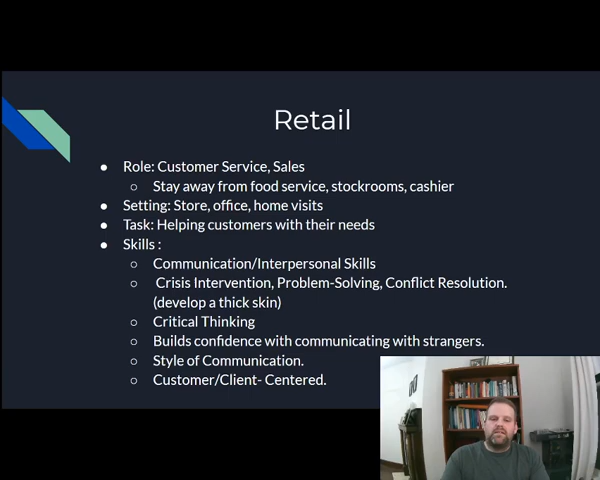 Retail
● Role: Customer Service, Sales
○ Stay away from food service, stockrooms, cashier
● Setting: Store, office, home visits
● Task: Helping customers with their needs
● Skills :
○ Communication/Interpersonal Skills
○ Crisis Intervention, Problem-Solving, Conflict Resolution.
(develop a thick skin)
○ Critical Thinking
○ Builds confidence with communicating with strangers.
○ Style of Communication.
○ Customer/Client- Centered.